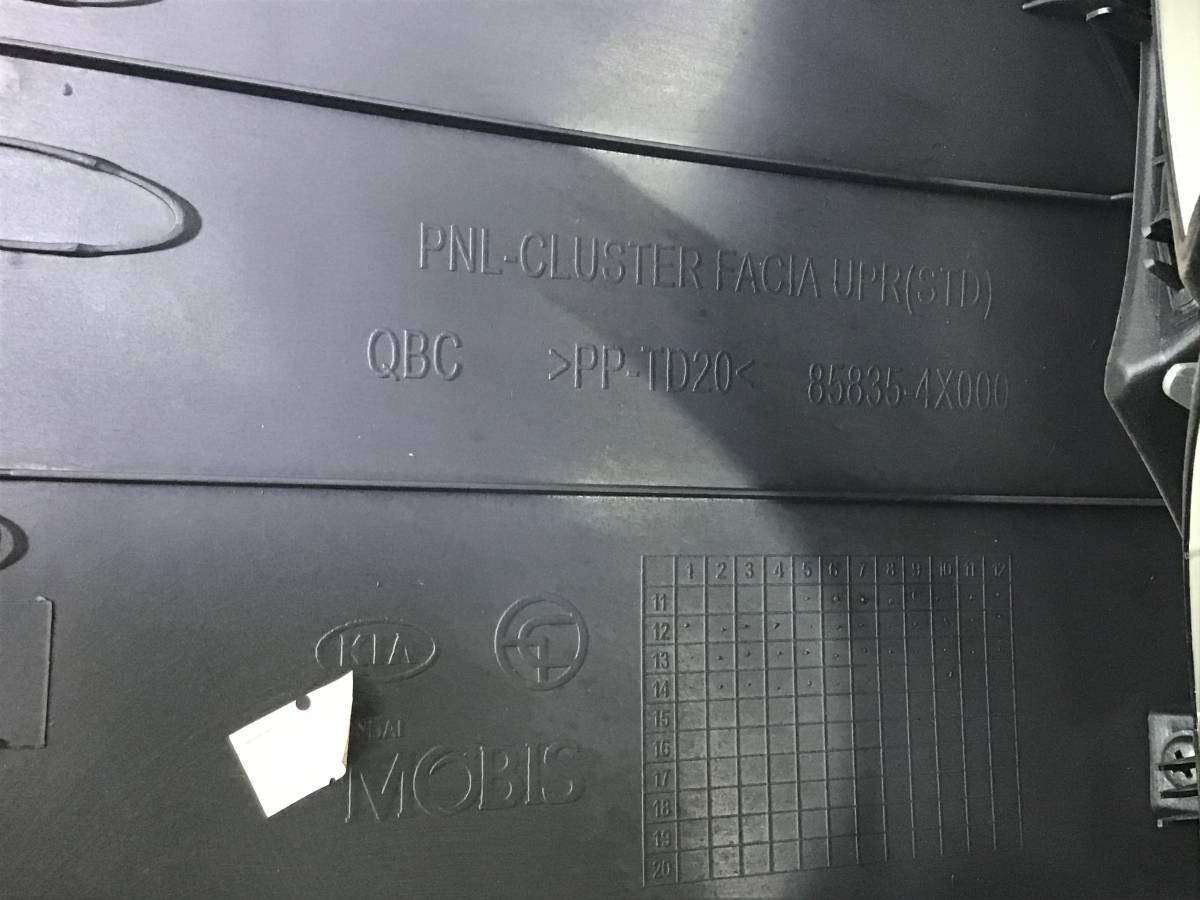 PNL-CLUSTER FACIA UPR(STD)
QBC >PP-TD20< 85835-4X000
1 2 3 4 5 6 7 8 9 10 11 12
11
12
13
14
15
16
17
18
19
20
KIA
MOBIS